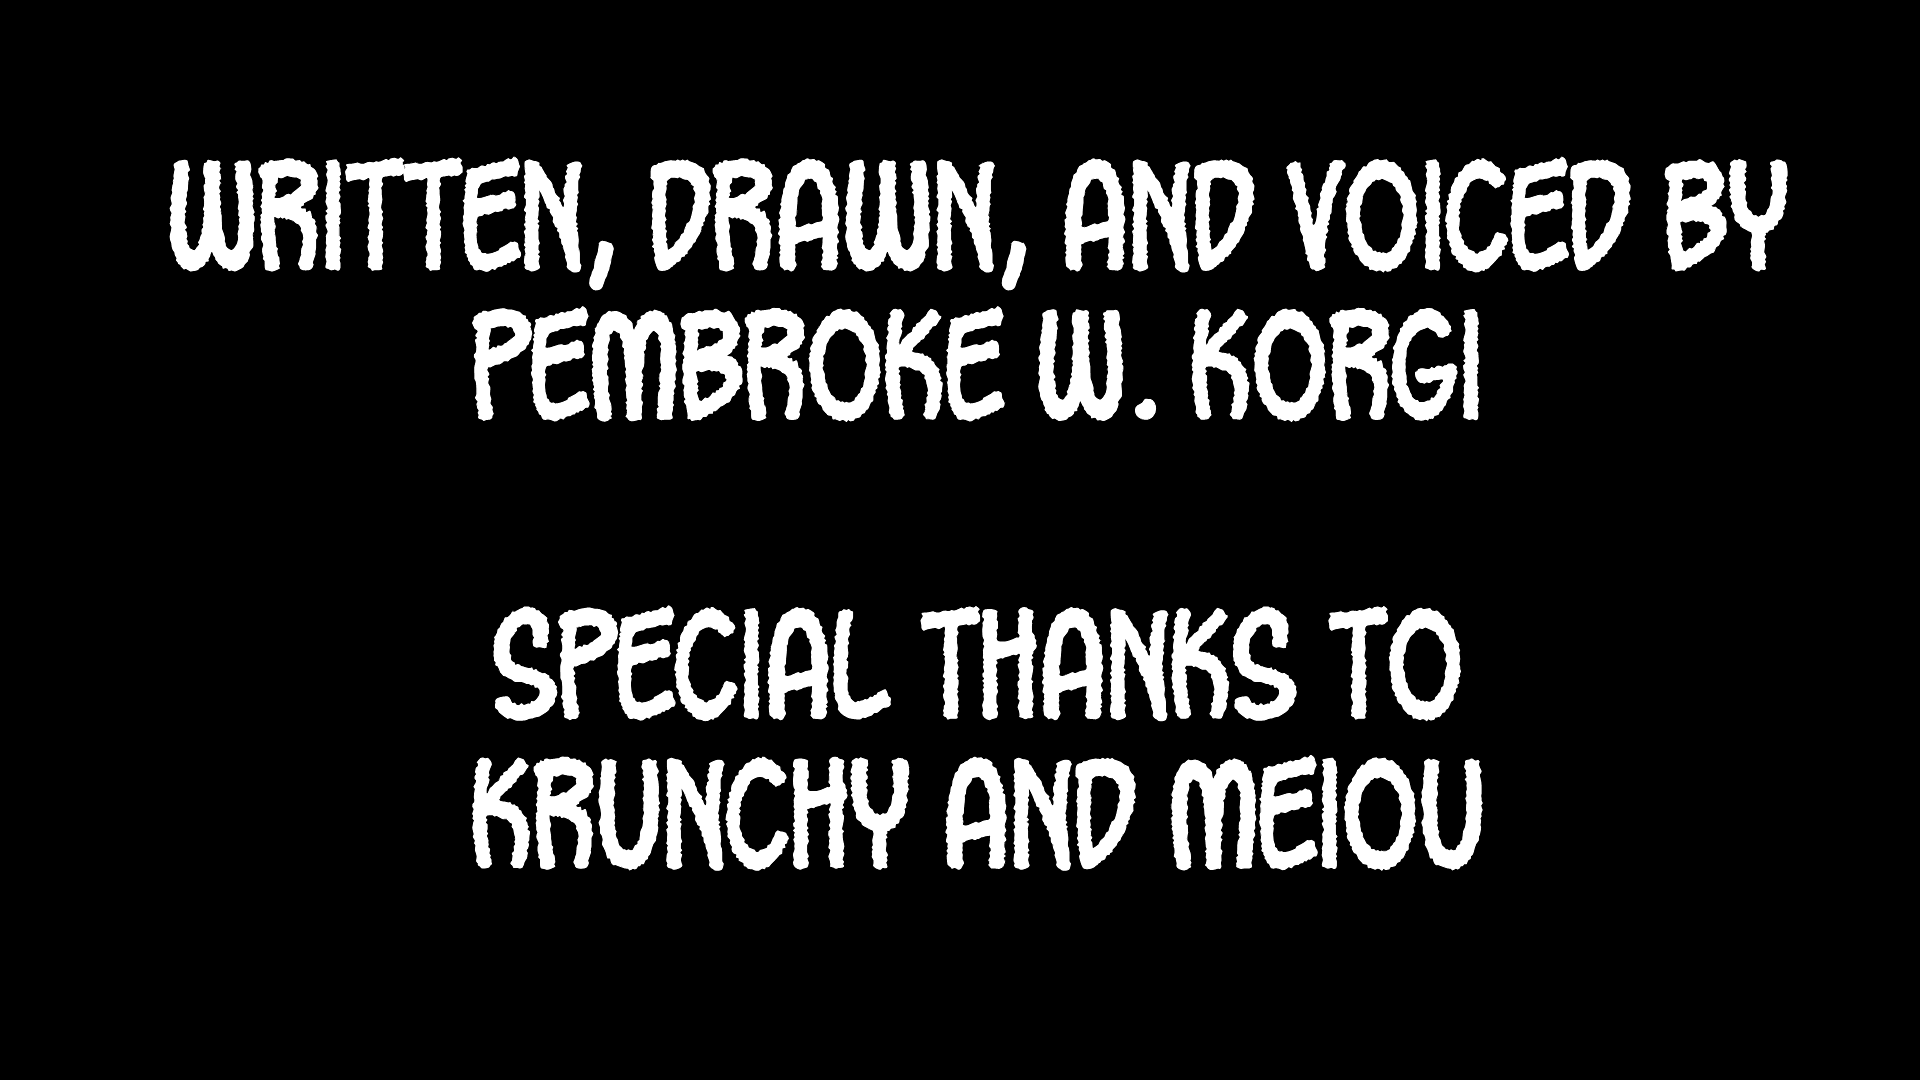 WRITTEN, DRAWN, AND VOICED BY
PEMBROKE W. KORGI
SPECIAL THANKS TO
KRUNCHY AND MEIOU